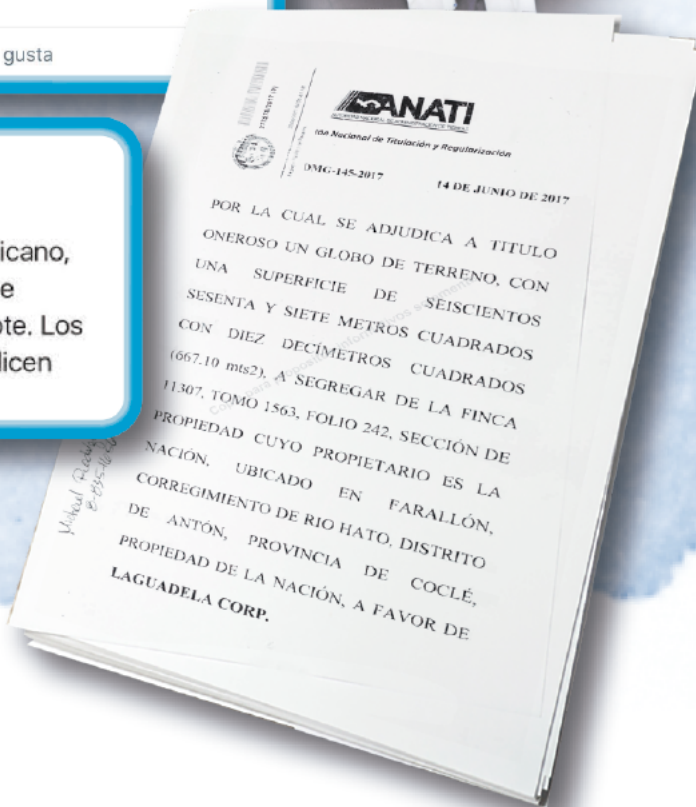 gusta
icano,
e
ote. Los
licen
ANATI
ón Nacional de Titulación y Regularización
DMG-145-2017 14 DE JUNIO DE 2017
POR LA CUAL SE ADJUDICA A TITULO
ONEROSO UN GLOBO DE TERRENO, CON
UNA SUPERFICIE DE SEISCIENTOS
SESENTA Y SIETE METROS CUADRADOS
CON DIEZ DECÍMETROS CUADRADOS
(667.10 mts2), A SEGREGAR DE LA FINCA
11307, TOMO 1563, FOLIO 242, SECCIÓN DE
PROPIEDAD CUYO PROPIETARIO ES LA
NACIÓN, UBICADO EN FARALLÓN,
CORREGIMIENTO DE RIO HATO, DISTRITO
DE ANTÓN, PROVINCIA DE COCLÉ,
PROPIEDAD DE LA NACIÓN, A FAVOR DE
LAGUADELA CORP.